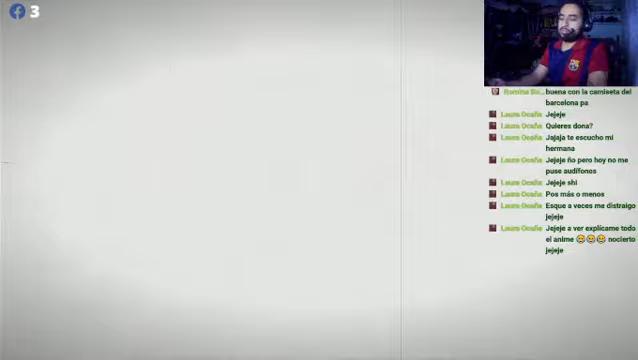 3
buena con la camiseta del
barcelona pa
Laura Ocaña Jejeje
Laura Ocaña Quieres dona?
Laura Ocaña Jajaja te escucho mi
hermana
Laura Ocaña Jejeje ño pero hoy no me
puse audífonos
Laura Ocaña Jejeje shi
Laura Ocaña Pos más o menos
Laura Ocaña Esque a veces me distraigo
jejeje
Laura Ocaña Jejeje a ver explícame todo
el anime 😄😄😄 nocierto
jejeje